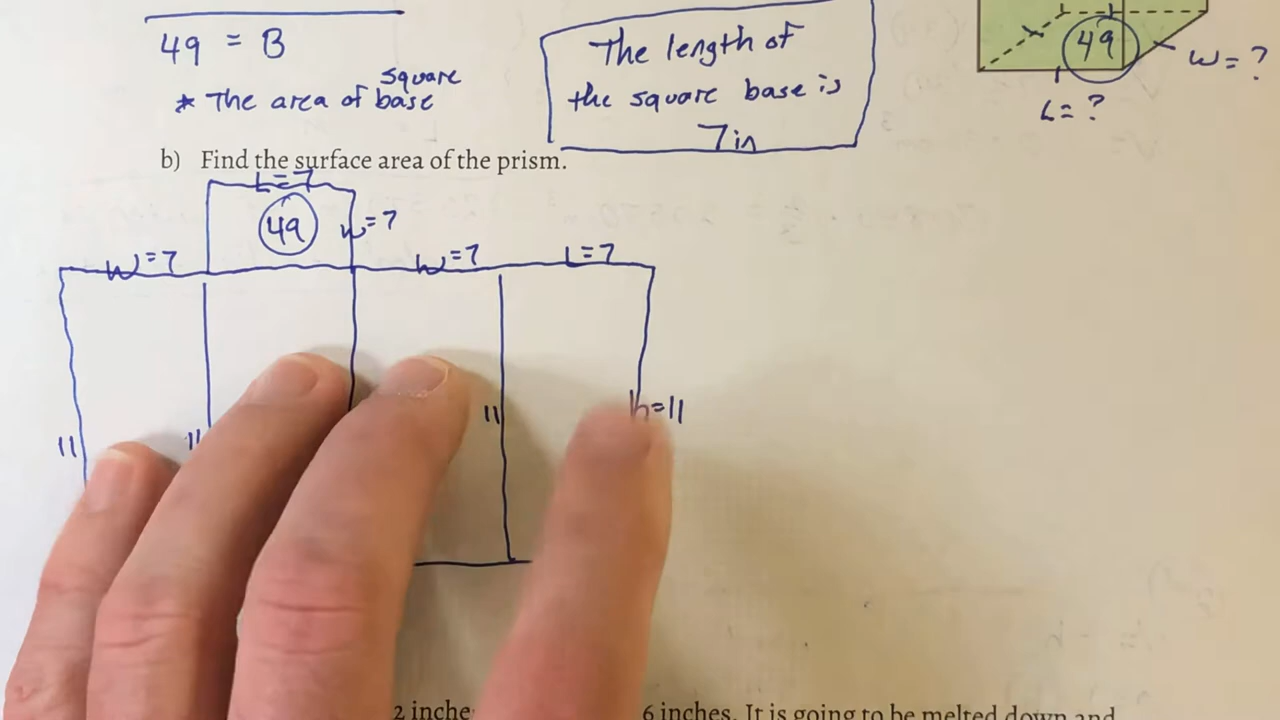 49 = B
* The area of square base
The length of
the square base is
7in
49
w = ?
L = ?
b) Find the surface area of the prism.
L=7
49
w=7
W=7
W=7
L=7
11
11
11
h=11
2 inche
6 inches. It is going to be melted down and